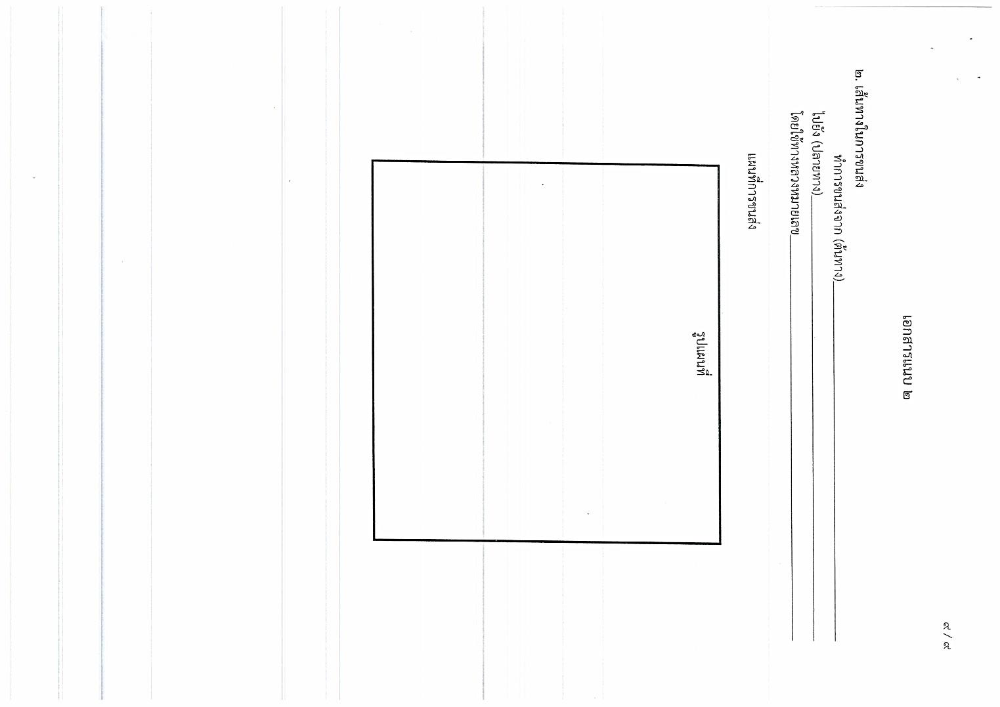 ๙ / ๙
เอกสารแนบ ๒
๒. เส้นทางในการขนส่ง
ทำการขนส่งจาก (ต้นทาง)
ไปยัง (ปลายทาง)
โดยใช้ทางหลวงหมายเลข
แผนที่การขนส่ง
รูปแผนที่